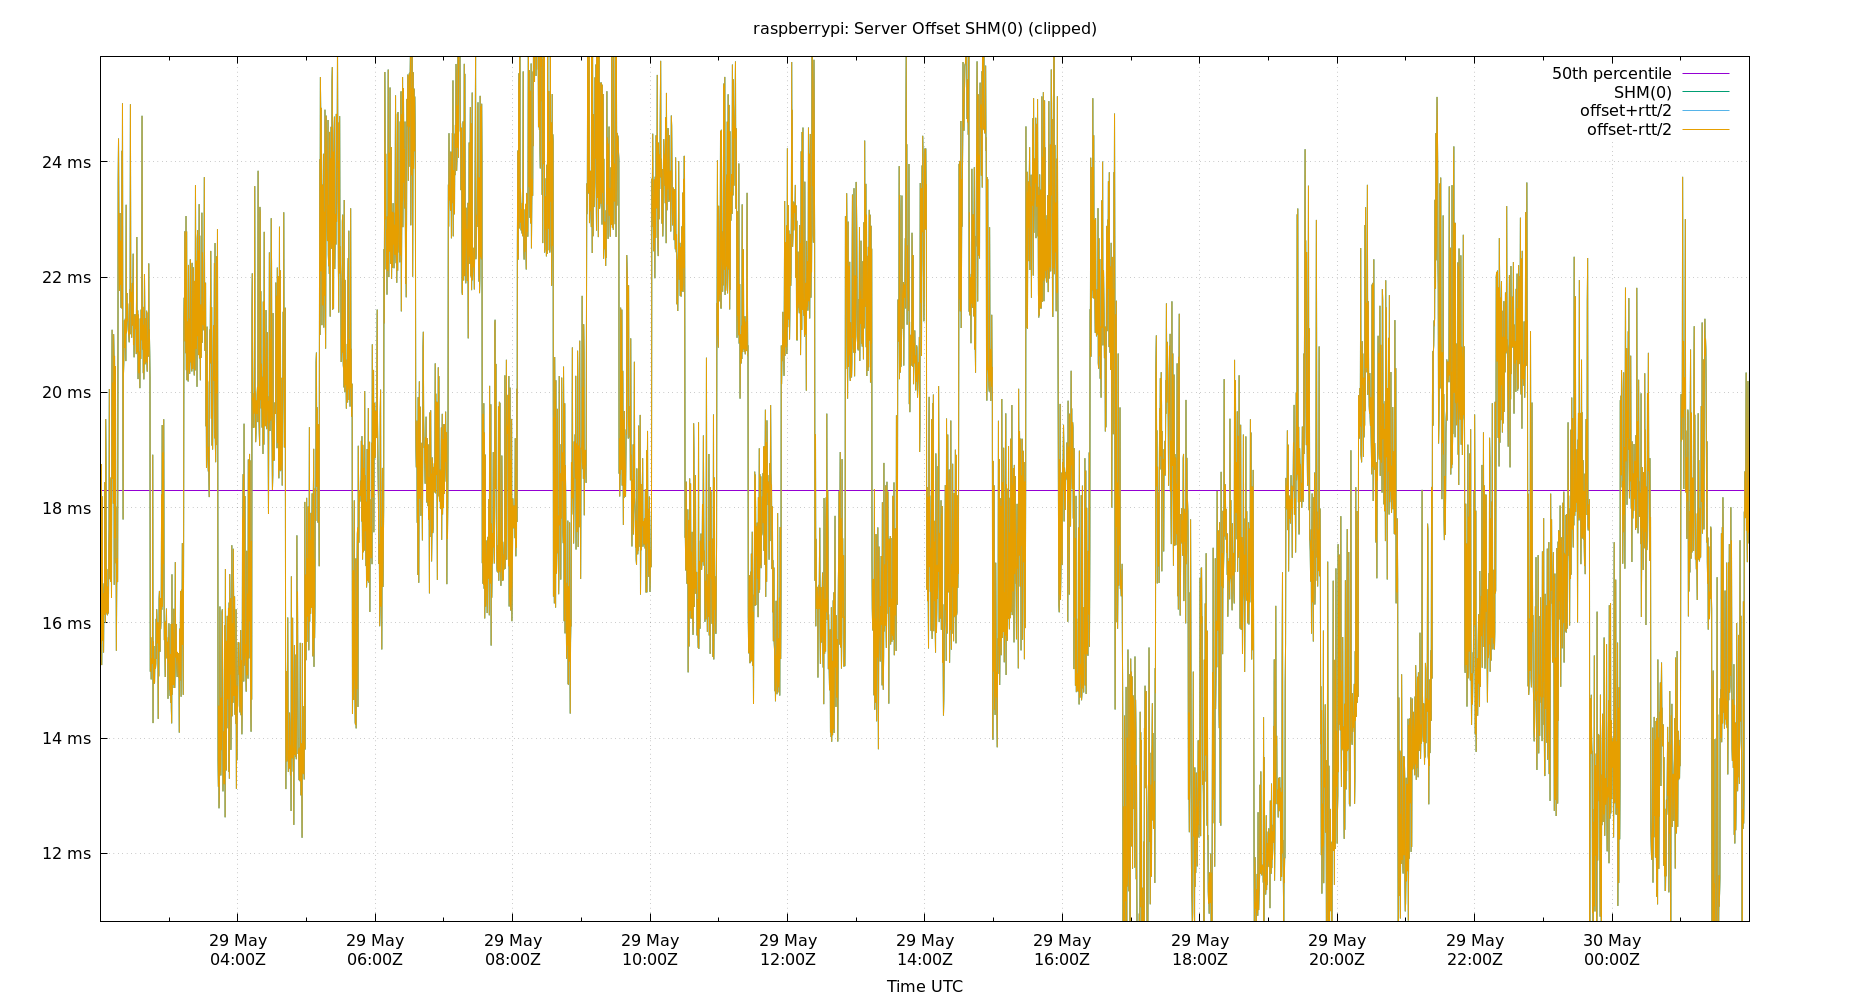 raspberrypi: Server Offset SHM(0) (clipped)
50th percentile
SHM(0)
offset+rtt/2
offset-rtt/2
24 ms
22 ms
20 ms
18 ms
16 ms
14 ms
12 ms
29 May 29 May 29 May 29 May 29 May 29 May 29 May 29 May 29 May 29 May 30 May
04:00Z 06:00Z 08:00Z 10:00Z 12:00Z 14:00Z 16:00Z 18:00Z 20:00Z 22:00Z 00:00Z
Time UTC